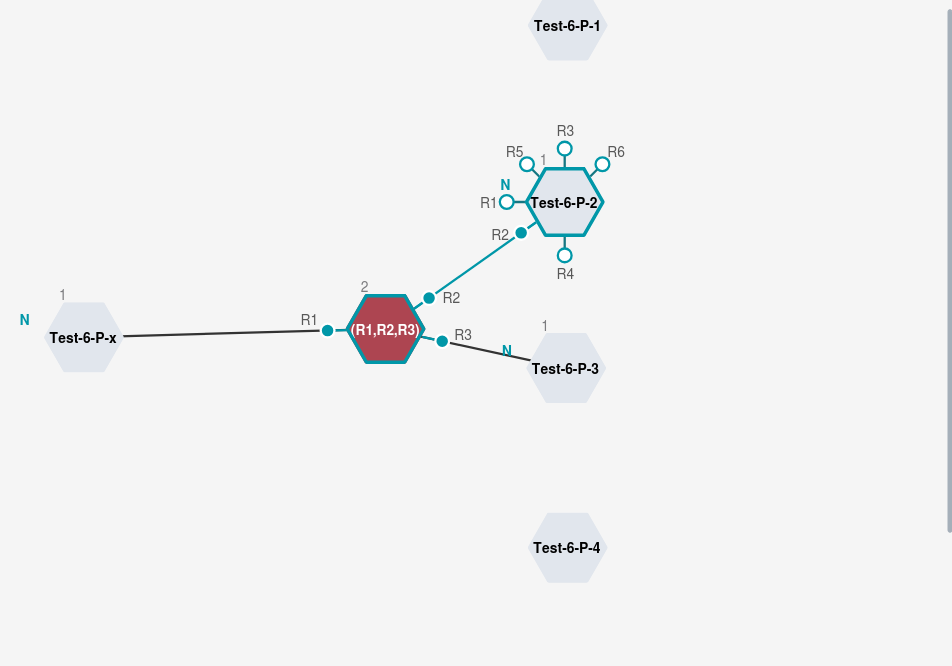 Test-6-P-1
R3
R5
1
R6
N
R1
Test-6-P-2
R2
R4
2
1
R2
N
R1
(R1,R2,R3)
R3
1
Test-6-P-x
N
Test-6-P-3
Test-6-P-4